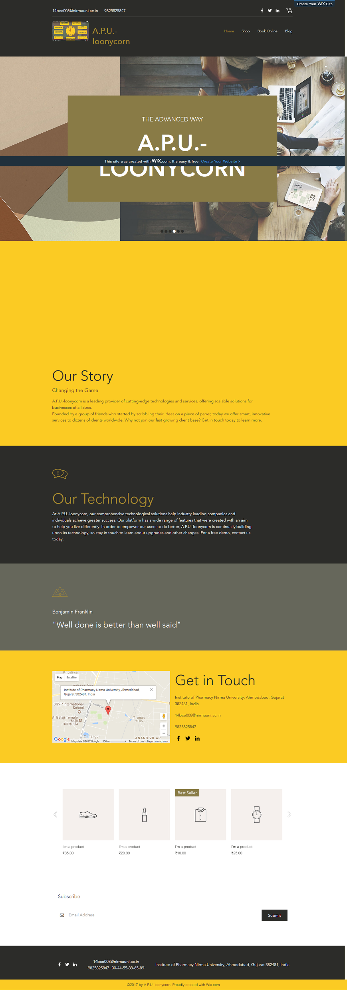 Create Your WiX Site
14bce008@nirmauni.ac.in 9825825847
0
A.P.U.-
loonycorn
Home Shop Book Online Blog
THE ADVANCED WAY
A.P.U.-
This site was created with WiX.com. It's easy & free. Create Your Website >
LOONYCORN
Our Story
Changing the Game
A.P.U.-loonycorn is a leading provider of cutting-edge technologies and services, offering scalable solutions for
businesses of all sizes.
Founded by a group of friends who started by scribbling their ideas on a piece of paper, today we offer smart, innovative
services to dozens of clients worldwide. Why not join our fast growing client base? Get in touch today to learn more.
Our Technology
At A.P.U.-loonycorn, our comprehensive technological solutions help industry leading companies and
individuals achieve greater success. Our platform has a wide range of features that were created with an aim
to help you live differently. In order to empower our users to do better, A.P.U.-loonycorn is continually building
upon its technology, so stay in touch to learn about upgrades and other changes. For a free demo, contact us
today.
Benjamin Franklin
"Well done is better than well said"
Khodiyar
Map Satellite
Institute of Pharmacy Nirma University, Ahmedabad,
Gujarat 382481, India
SGVP International
School
Tragad Rd
Balaji Temple
Tragad
Chharodi
ANAND VIHAR
Google Map data ©2017 Google 500 m Terms of Use Report a map error
Get in Touch
Institute of Pharmacy Nirma University, Ahmedabad, Gujarat
382481, India
14bce008@nirmauni.ac.in
9825825847
Best Seller
I'm a product I'm a product I'm a product I'm a product
₹85.00 ₹20.00 ₹10.00 ₹25.00
Subscribe
Email Address
Submit
14bce008@nirmauni.ac.in
9825825847 00-44-55-88-65-89
Institute of Pharmacy Nirma University, Ahmedabad, Gujarat 382481, India
©2017 by A.P.U.-loonycorn. Proudly created with Wix.com